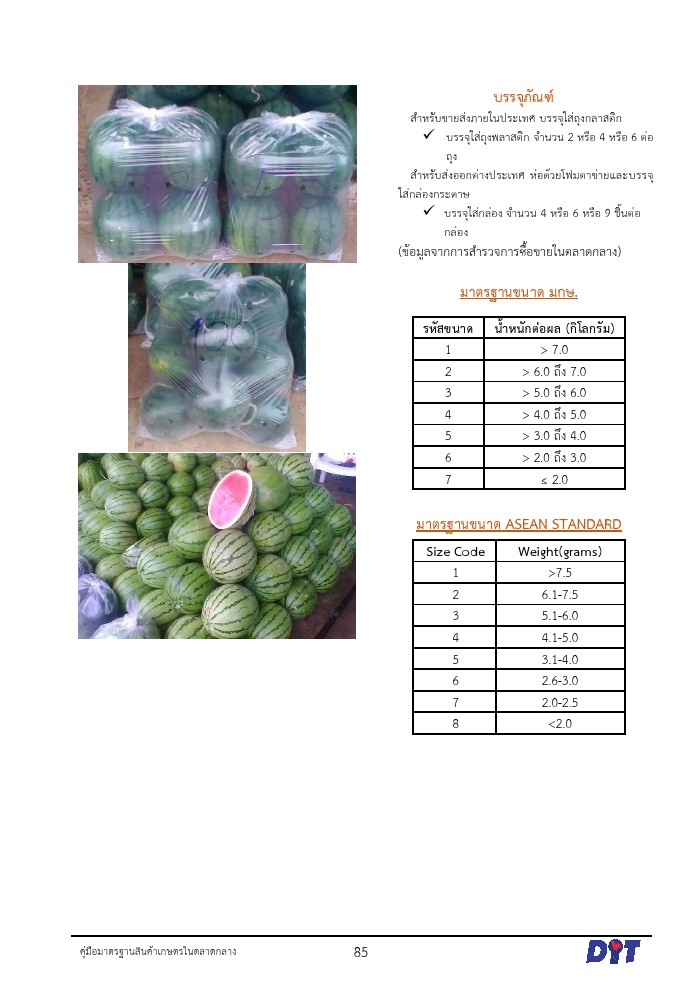 บรรจุภัณฑ์
สำหรับขายส่งภายในประเทศ บรรจุใส่ถุงกลาสติก
✓ บรรจุใส่ถุงพลาสติก จำนวน 2 หรือ 4 หรือ 6 ต่อ
ถุง
สำหรับส่งออกต่างประเทศ ห่อด้วยโฟมตาข่ายและบรรจุ
ใส่กล่องกระดาษ
✓ บรรจุใส่กล่อง จำนวน 4 หรือ 6 หรือ 9 ชิ้นต่อ
กล่อง
(ข้อมูลจากการสำรวจการซื้อขายในตลาดกลาง)
มาตรฐานขนาด มกษ.
รหัสขนาด น้ำหนักต่อผล (กิโลกรัม)
1 > 7.0
2 > 6.0 ถึง 7.0
3 > 5.0 ถึง 6.0
4 > 4.0 ถึง 5.0
5 > 3.0 ถึง 4.0
6 > 2.0 ถึง 3.0
7 ≤ 2.0
มาตรฐานขนาด ASEAN STANDARD
Size Code Weight(grams)
1 >7.5
2 6.1-7.5
3 5.1-6.0
4 4.1-5.0
5 3.1-4.0
6 2.6-3.0
7 2.0-2.5
8 <2.0
คู่มือมาตรฐานสินค้าเกษตรในตลาดกลาง 85 DIT